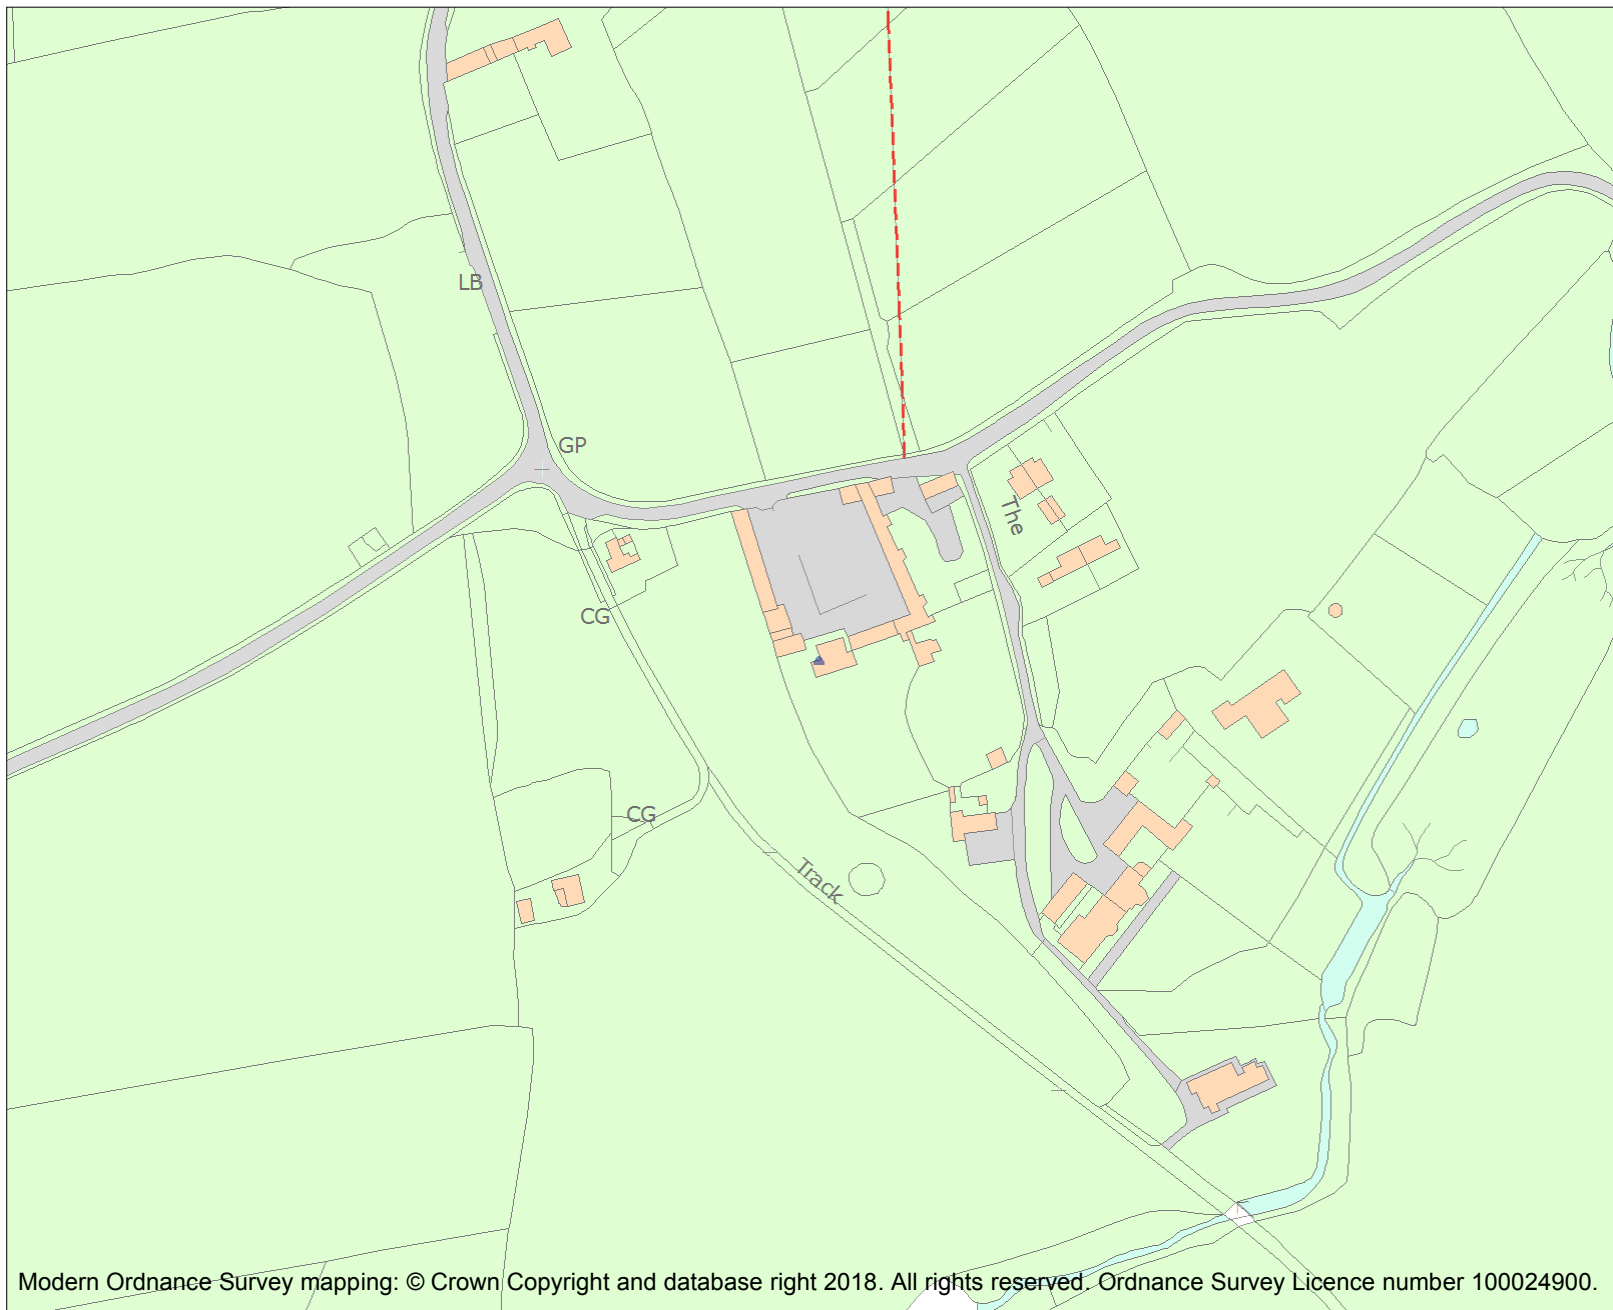 LB
GP
The
CG
CG
Track
Modern Ordnance Survey mapping: © Crown Copyright and database right 2018. All rights reserved. Ordnance Survey Licence number 100024900.